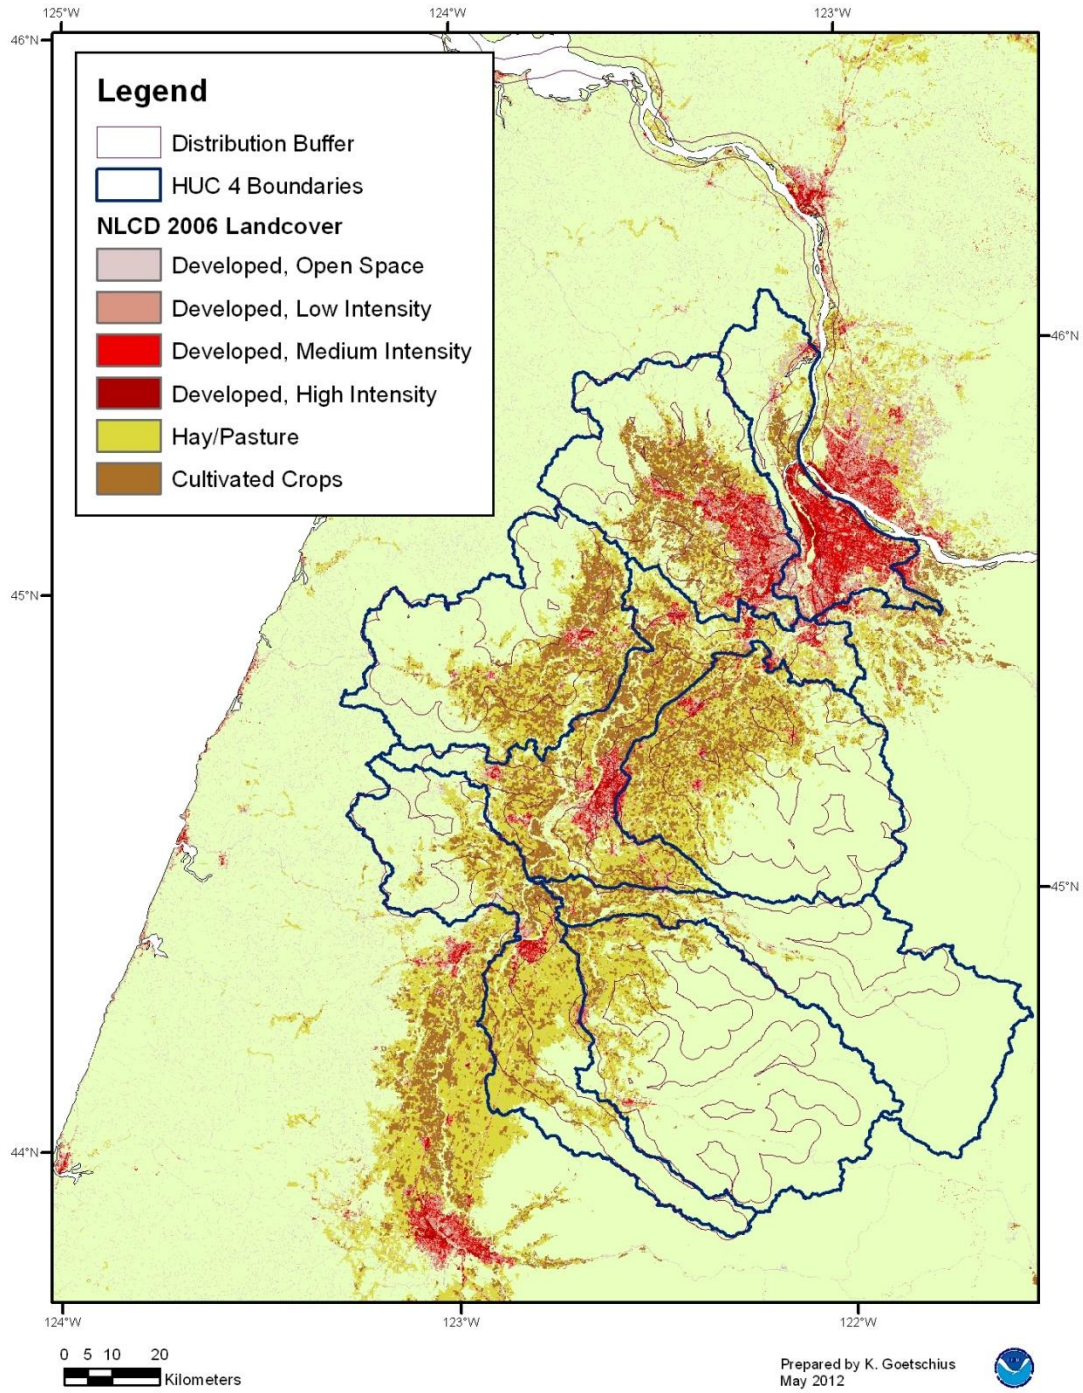 125°W 124°W 123°W
46°N
Legend
Distribution Buffer
HUC 4 Boundaries
NLCD 2006 Landcover
Developed, Open Space
Developed, Low Intensity
Developed, Medium Intensity
Developed, High Intensity
Hay/Pasture
Cultivated Crops
46°N
45°N
45°N
44°N
124°W 123°W 122°W
0 5 10 20
Kilometers
Prepared by K. Goetschius
May 2012